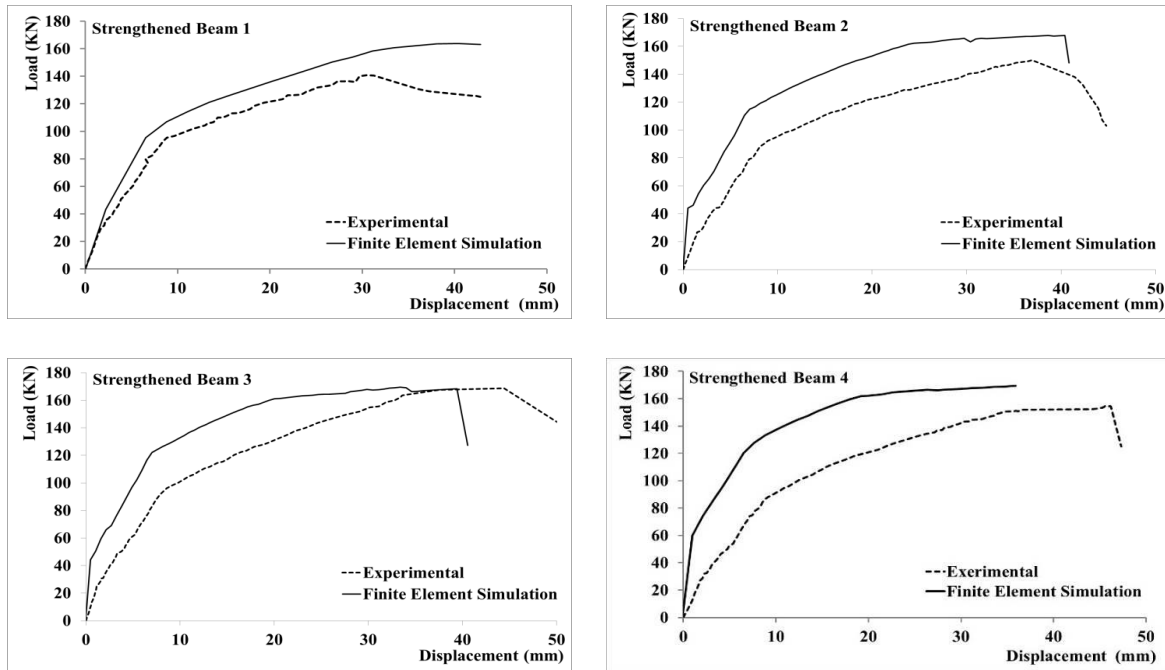 Strengthened Beam 1
Load (KN)
180
160
140
120
100
80
60
40
20
0
Experimental
Finite Element Simulation
0 10 20 30 40 50
Displacement (mm)
Strengthened Beam 2
Load (KN)
180
160
140
120
100
80
60
40
20
0
Experimental
Finite Element Simulation
0 10 20 30 40 50
Displacement (mm)
Strengthened Beam 3
Load (KN)
180
160
140
120
100
80
60
40
20
0
Experimental
Finite Element Simulation
0 10 20 30 40 50
Displacement (mm)
Strengthened Beam 4
Load (KN)
180
160
140
120
100
80
60
40
20
0
Exerimental
Finite Element Simulation
0 10 20 30 40 50
Displacement (mm)